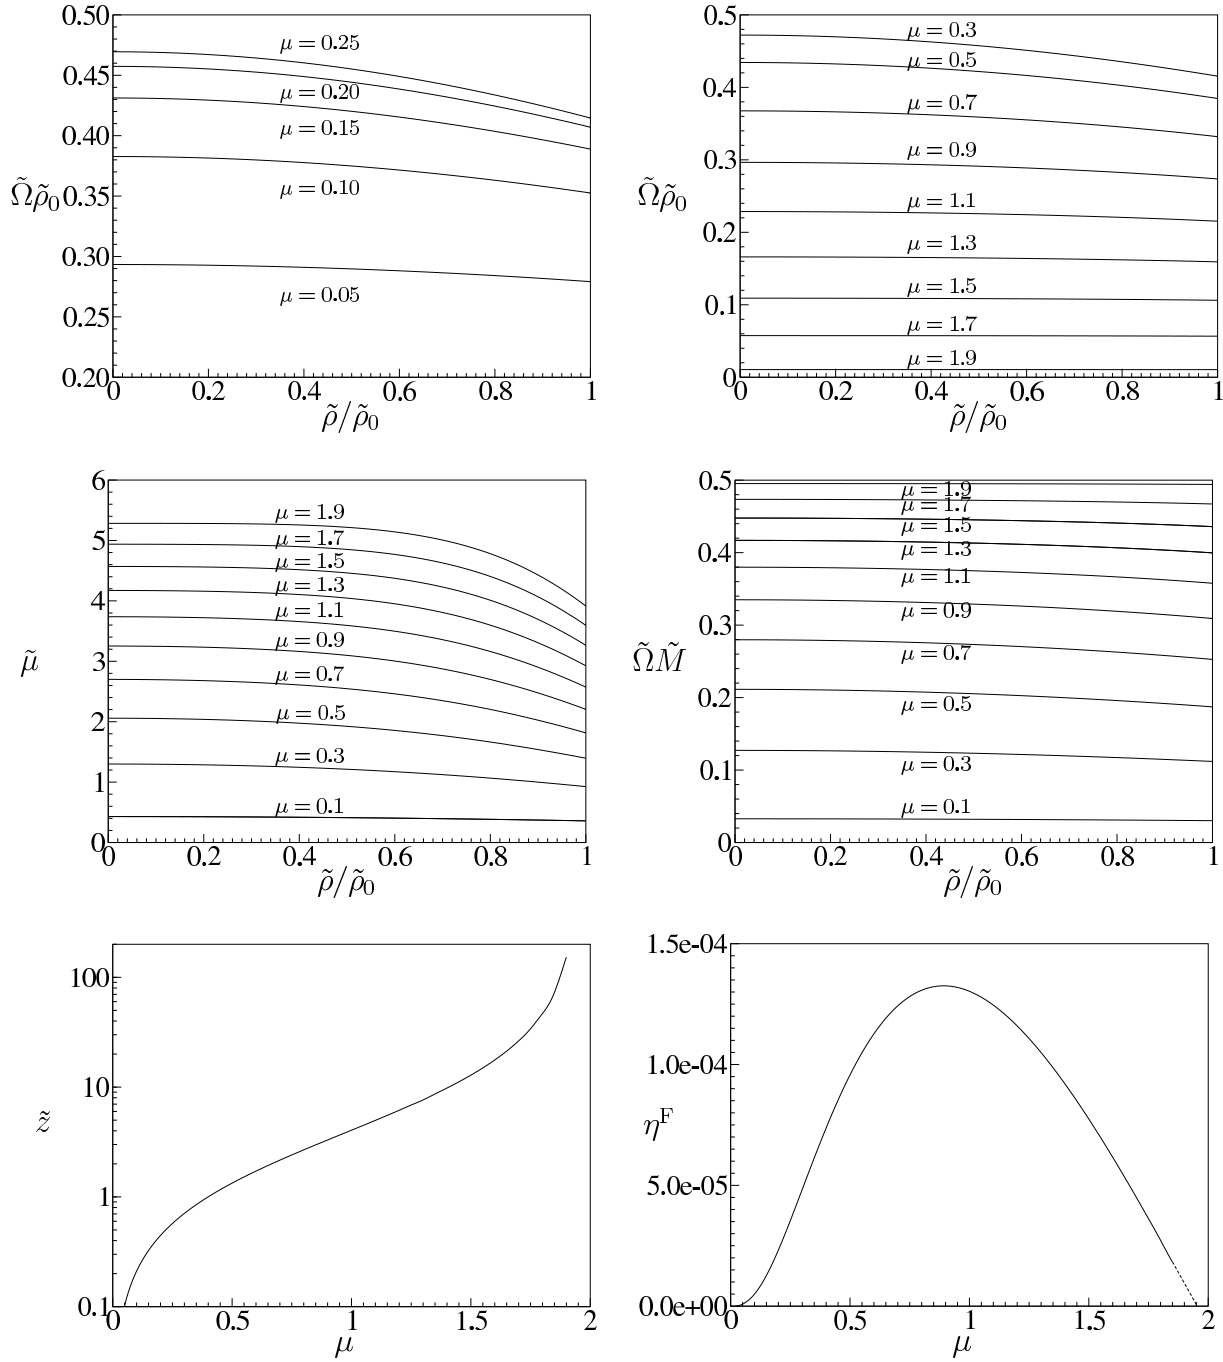 0.50
0.45
0.40
0.35
0.30
0.25
0.20
Ω̃ρ̃₀
μ = 0.25
μ = 0.20
μ = 0.15
μ = 0.10
μ = 0.05
0 0.2 0.4 0.6 0.8 1
ρ̃/ρ̃₀
0.5
0.4
0.3
0.2
0.1
0
Ω̃ρ̃₀
μ = 0.3
μ = 0.5
μ = 0.7
μ = 0.9
μ = 1.1
μ = 1.3
μ = 1.5
μ = 1.7
μ = 1.9
0 0.2 0.4 0.6 0.8 1
ρ̃/ρ̃₀
6
5
4
3
2
1
0
μ̃
μ = 1.9
μ = 1.7
μ = 1.5
μ = 1.3
μ = 1.1
μ = 0.9
μ = 0.7
μ = 0.5
μ = 0.3
μ = 0.1
0 0.2 0.4 0.6 0.8 1
ρ̃/ρ̃₀
0.5
0.4
0.3
0.2
0.1
0
Ω̃M̃
μ = 1.9
μ = 1.7
μ = 1.5
μ = 1.3
μ = 1.1
μ = 0.9
μ = 0.7
μ = 0.5
μ = 0.3
μ = 0.1
0 0.2 0.4 0.6 0.8 1
ρ̃/ρ̃₀
100
10
1
0.1
z̃
0 0.5 1 1.5 2
μ
1.5e-04
1.0e-04
5.0e-05
0.0e+00
ηF
0 0.5 1 1.5 2
μ